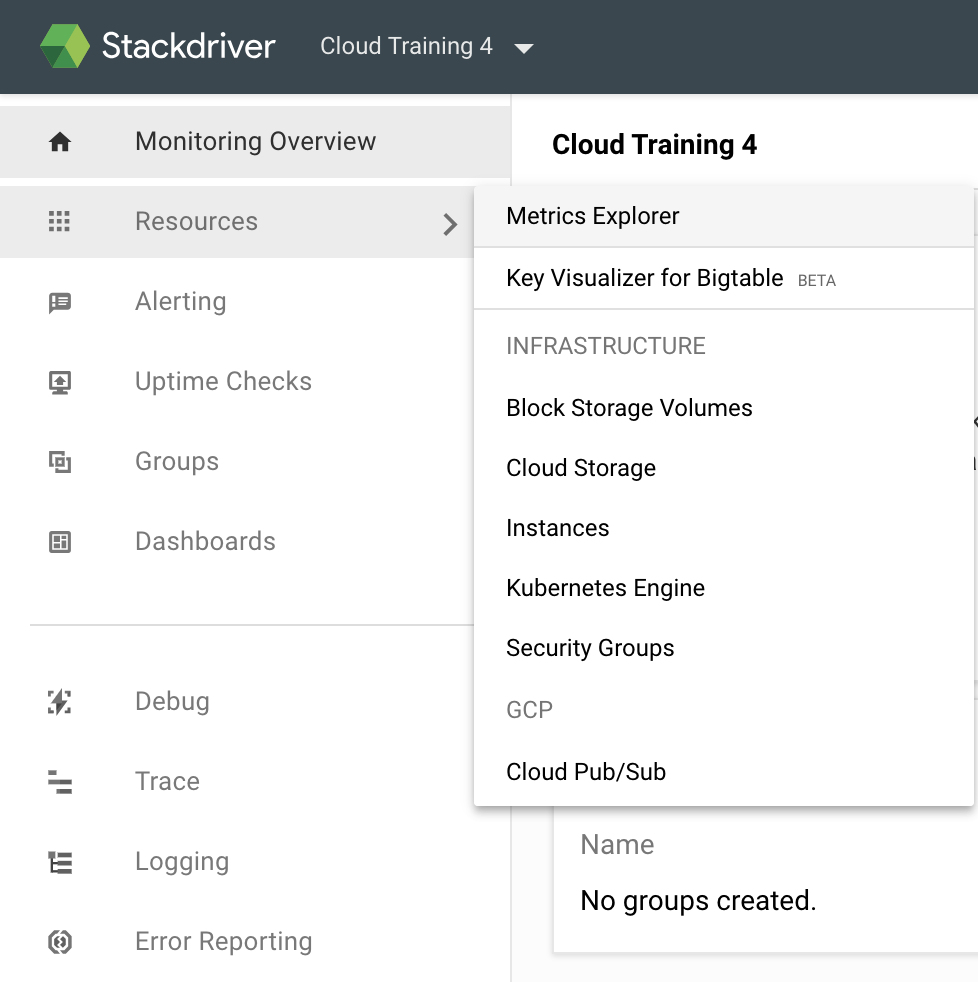 Stackdriver
Cloud Training 4
Monitoring Overview
Resources
Alerting
Uptime Checks
Groups
Dashboards
Debug
Trace
Logging
Error Reporting
Cloud Training 4
Metrics Explorer
Key Visualizer for Bigtable BETA
INFRASTRUCTURE
Block Storage Volumes
Cloud Storage
Instances
Kubernetes Engine
Security Groups
GCP
Cloud Pub/Sub
Name
No groups created.